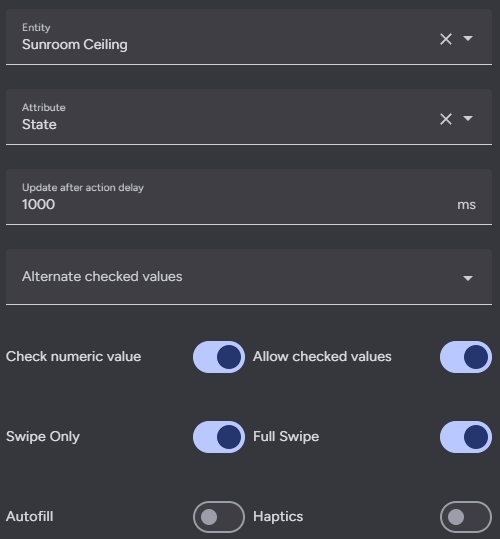 Entity
Sunroom Ceiling
Attribute
State
Update after action delay
1000 ms
Alternate checked values
Check numeric value Allow checked values
Swipe Only Full Swipe
Autofill Haptics